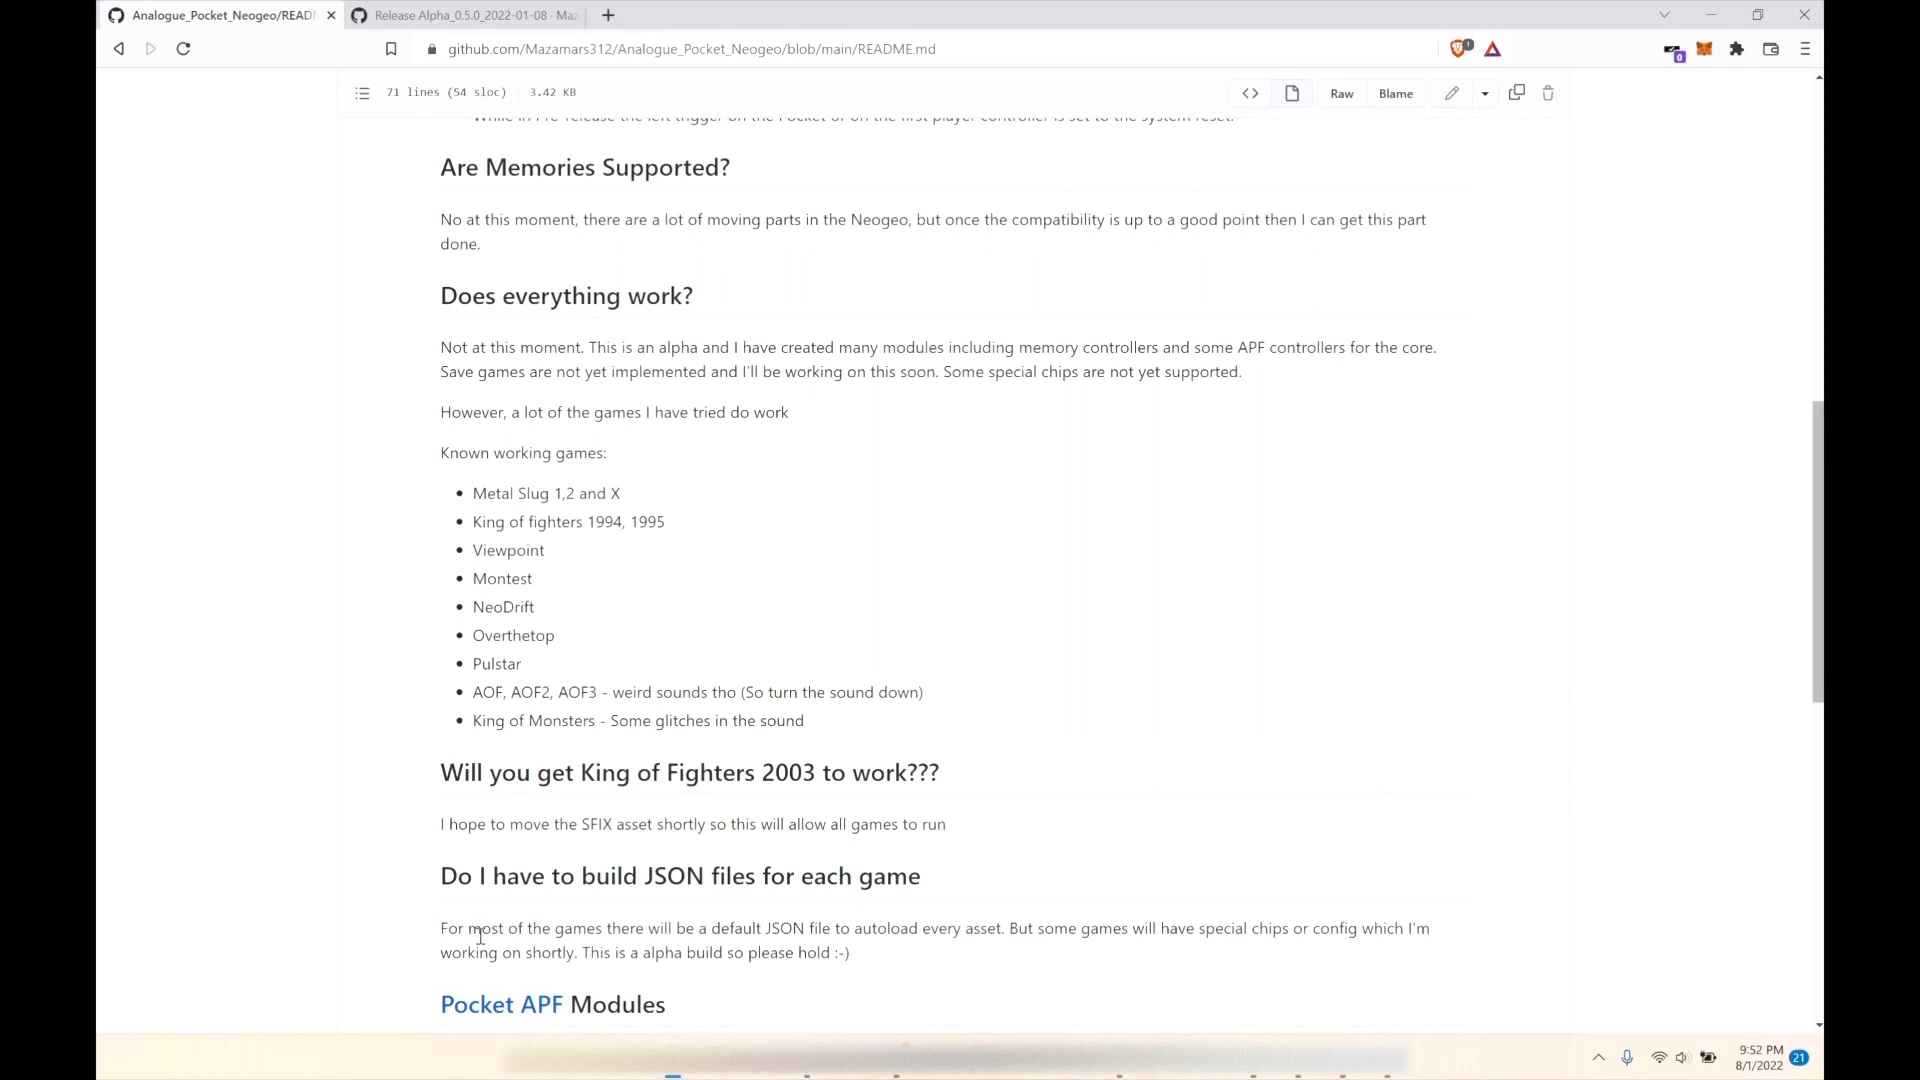 Analogue_Pocket_Neogeo/READ
Release Alpha_0.5.0_2022-01-08 · Maz
github.com/Mazamars312/Analogue_Pocket_Neogeo/blob/main/README.md
1
0
71 lines (54 sloc)
3.42 KB
Raw
Blame
While in Pre-release the left trigger on the Pocket or on the first player controller is set to the system reset.
Are Memories Supported?
No at this moment, there are a lot of moving parts in the Neogeo, but once the compatibility is up to a good point then I can get this part
done.
Does everything work?
Not at this moment. This is an alpha and I have created many modules including memory controllers and some APF controllers for the core.
Save games are not yet implemented and I'll be working on this soon. Some special chips are not yet supported.
However, a lot of the games I have tried do work
Known working games:
Metal Slug 1,2 and X
King of fighters 1994, 1995
Viewpoint
Montest
NeoDrift
Overthetop
Pulstar
AOF, AOF2, AOF3 - weird sounds tho (So turn the sound down)
King of Monsters - Some glitches in the sound
Will you get King of Fighters 2003 to work???
I hope to move the SFIX asset shortly so this will allow all games to run
Do I have to build JSON files for each game
For most of the games there will be a default JSON file to autoload every asset. But some games will have special chips or config which I'm
working on shortly. This is a alpha build so please hold :-)
Pocket APF Modules
9:52 PM
8/1/2022
21